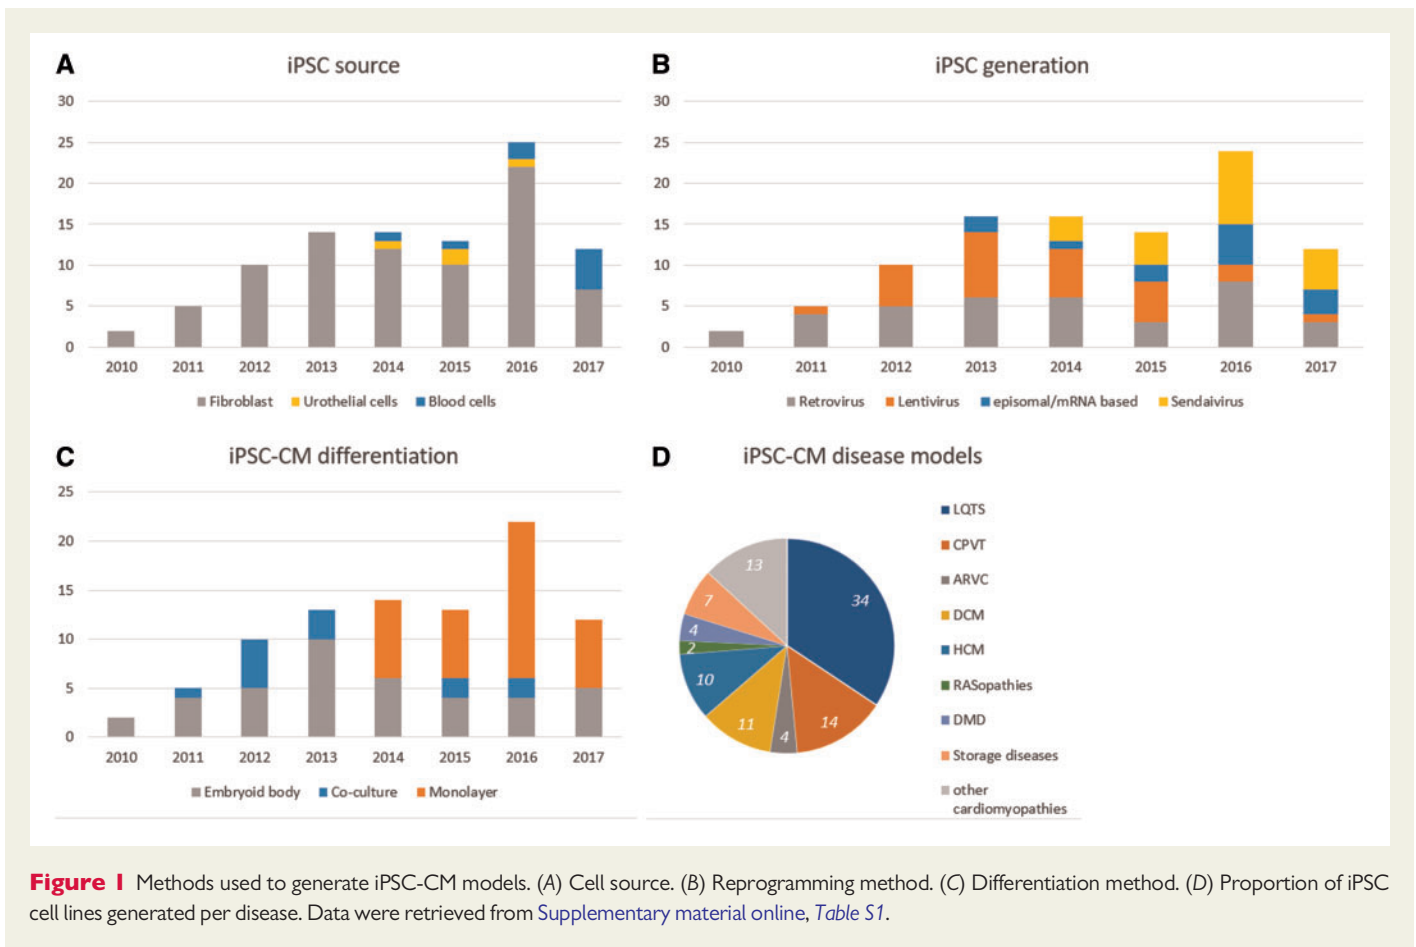 A
iPSC source
30
25
20
15
10
5
0
2010 2011 2012 2013 2014 2015 2016 2017
Fibroblast Urothelial cells Blood cells
B
iPSC generation
30
25
20
15
10
5
0
2010 2011 2012 2013 2014 2015 2016 2017
Retrovirus Lentivirus episomal/mRNA based Sendaivirus
C
iPSC-CM differentiation
25
20
15
10
5
0
2010 2011 2012 2013 2014 2015 2016 2017
Embryoid body Co-culture Monolayer
D
iPSC-CM disease models
34
14
4
11
10
2
4
7
13
LQTS
CPVT
ARVC
DCM
HCM
RASopathies
DMD
Storage diseases
other
cardiomyopathies
Figure 1 Methods used to generate iPSC-CM models. (A) Cell source. (B) Reprogramming method. (C) Differentiation method. (D) Proportion of iPSC
cell lines generated per disease. Data were retrieved from Supplementary material online, Table S1.